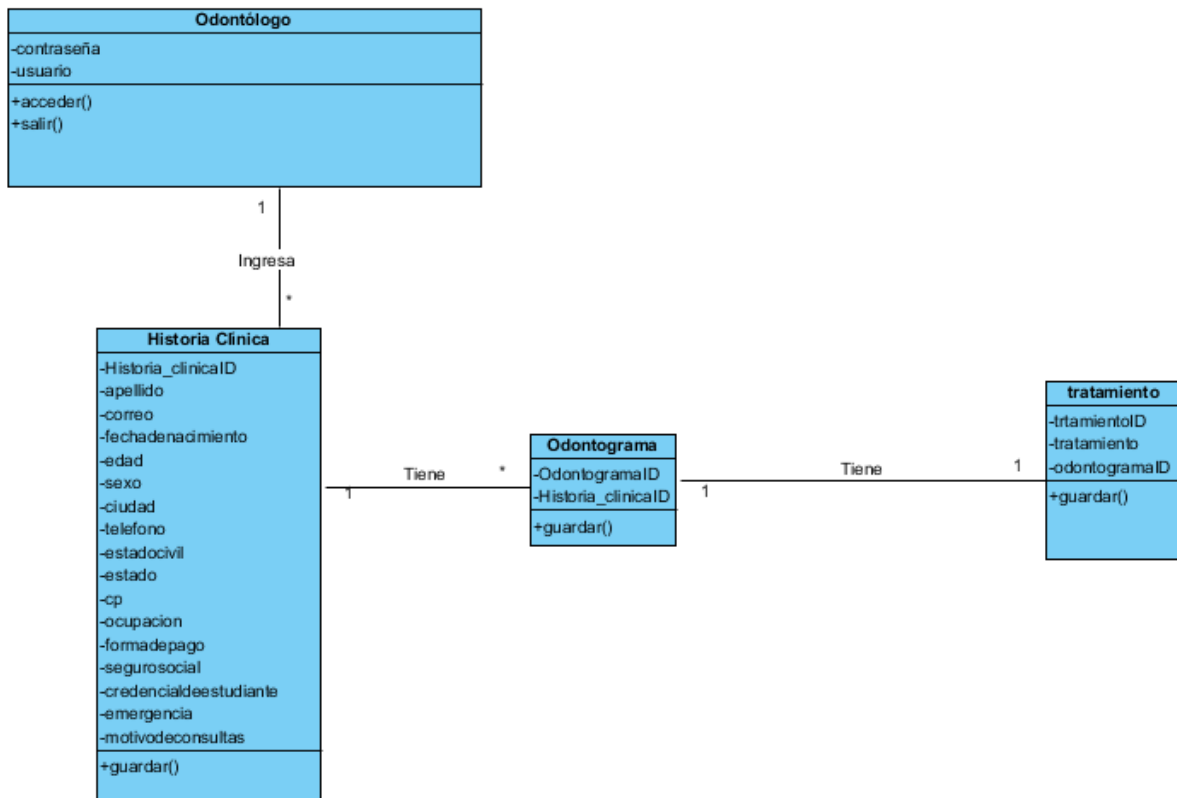 Odontólogo
-contraseña
-usuario
+acceder()
+salir()
1
Ingresa
*
Historia Clinica
-Historia_clinicaID
-apellido
-correo
-fechadenacimiento
-edad
-sexo
-ciudad
-telefono
-estadocivil
-estado
-cp
-ocupacion
-formadepago
-segurosocial
-credencialdeestudiante
-emergencia
-motivodeconsultas
+guardar()
1
Tiene
*
Odontograma
-OdontogramaID
-Historia_clinicaID
+guardar()
1
Tiene
1
tratamiento
-trtamientoID
-tratamiento
-odontogramaID
+guardar()